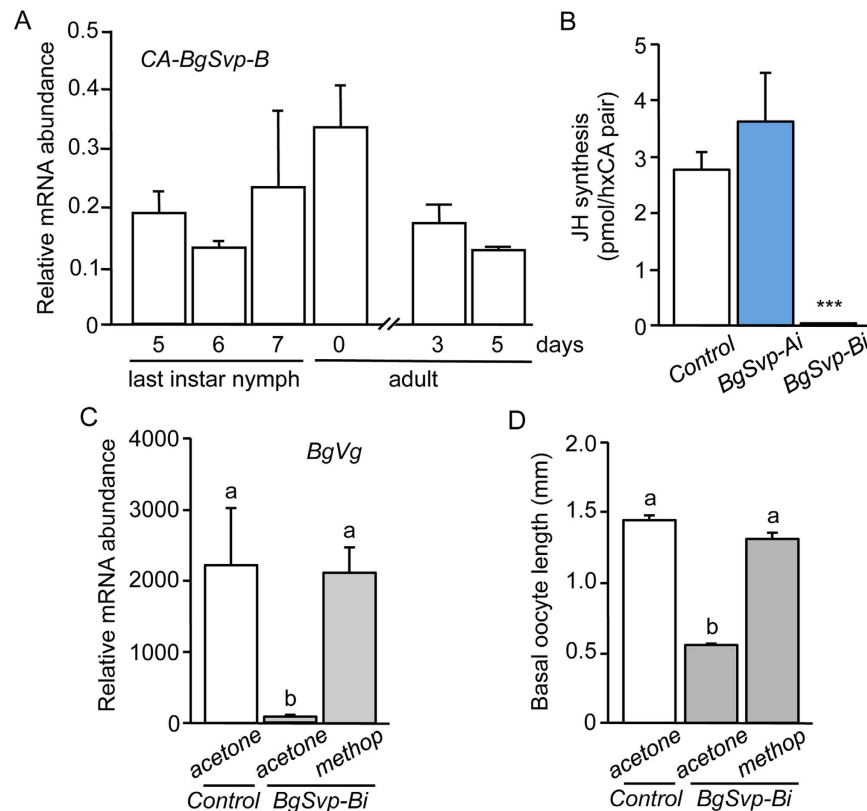 A
CA-BgSvp-B
Relative mRNA abundance
0.5
0.4
0.3
0.2
0.1
0
5 6 7 0 3 5 days
last instar nymph adult
B
JH synthesis
(pmol/hxCA pair)
5
4
3
2
1
0
***
Control BgSvp-Ai BgSvp-Bi
C
BgVg
Relative mRNA abundance
4000
3000
2000
1000
0
a b a
acetone acetone methop
Control BgSvp-Bi
D
Basal oocyte length (mm)
2.0
1.5
1.0
0.5
0
a b a
acetone acetone methop
Control BgSvp-Bi